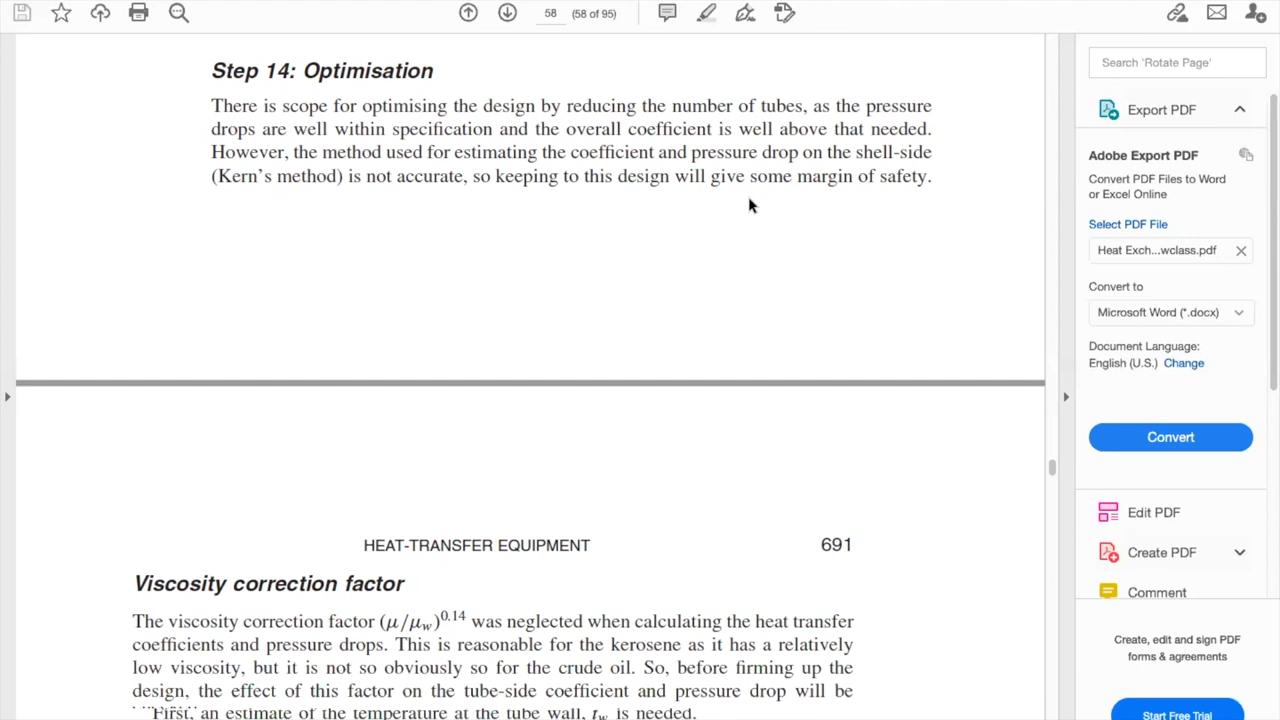 58 (58 of 95)
Step 14: Optimisation
There is scope for optimising the design by reducing the number of tubes, as the pressure
drops are well within specification and the overall coefficient is well above that needed.
However, the method used for estimating the coefficient and pressure drop on the shell-side
(Kern's method) is not accurate, so keeping to this design will give some margin of safety.
HEAT-TRANSFER EQUIPMENT 691
Viscosity correction factor
The viscosity correction factor (μ/μw)^0.14 was neglected when calculating the heat transfer
coefficients and pressure drops. This is reasonable for the kerosene as it has a relatively
low viscosity, but it is not so obviously so for the crude oil. So, before firming up the
design, the effect of this factor on the tube-side coefficient and pressure drop will be
First, an estimate of the temperature at the tube wall, tw is needed.
Search 'Rotate Page'
Export PDF
Adobe Export PDF
Convert PDF Files to Word
or Excel Online
Select PDF File
Heat Exch...wclass.pdf
Convert to
Microsoft Word (*.docx)
Document Language:
English (U.S.) Change
Convert
Edit PDF
Create PDF
Comment
Create, edit and sign PDF
forms & agreements
Start Free Trial